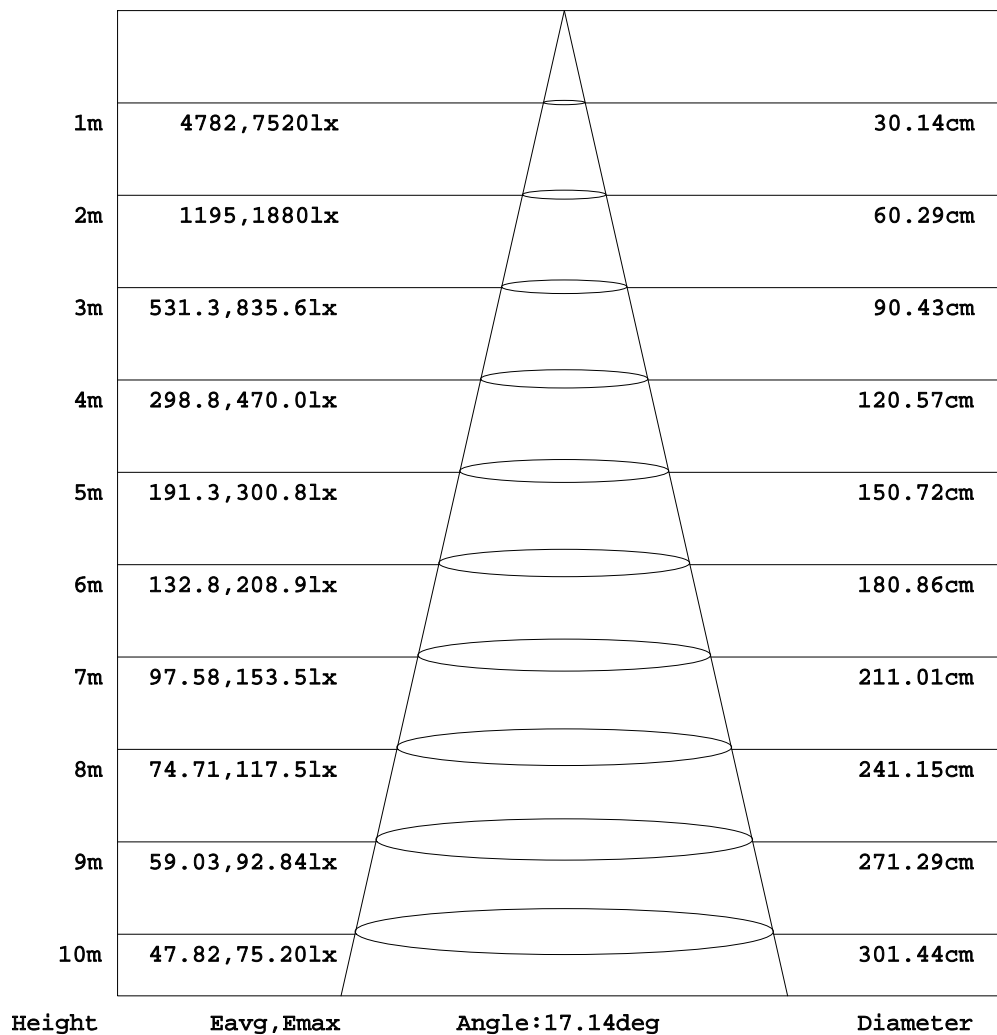 1m 4782,7520lx 30.14cm
2m 1195,1880lx 60.29cm
3m 531.3,835.6lx 90.43cm
4m 298.8,470.0lx 120.57cm
5m 191.3,300.8lx 150.72cm
6m 132.8,208.9lx 180.86cm
7m 97.58,153.5lx 211.01cm
8m 74.71,117.5lx 241.15cm
9m 59.03,92.84lx 271.29cm
10m 47.82,75.20lx 301.44cm
Height Eavg,Emax Angle:17.14deg Diameter